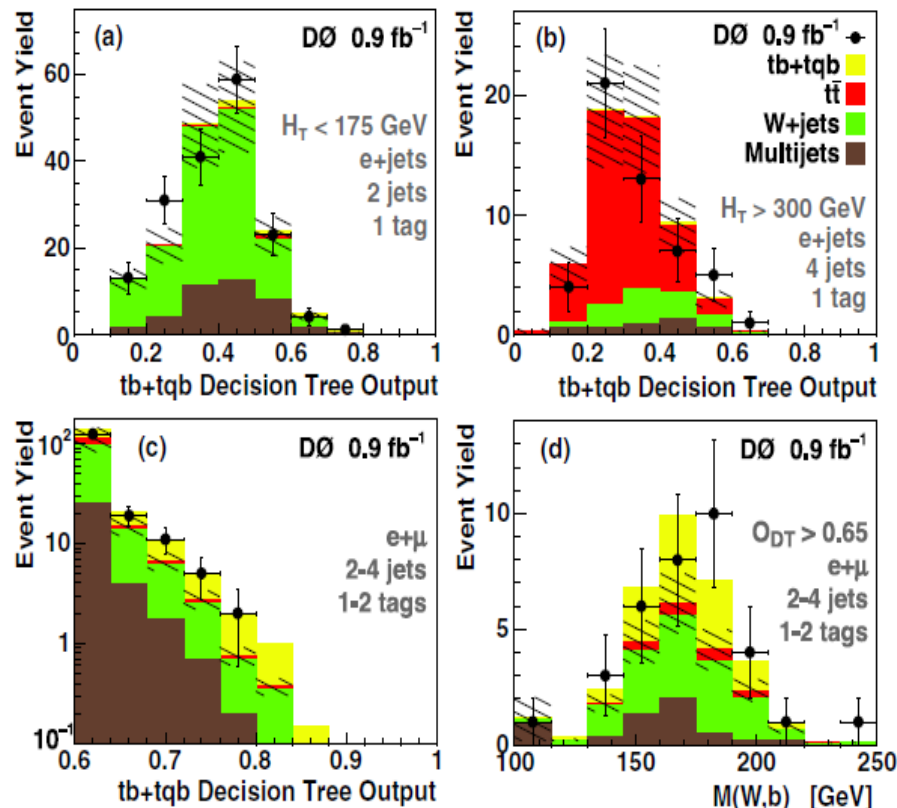 (a) DØ 0.9 fb⁻¹
Event Yield
60
40
20
0
H_T < 175 GeV
e+jets
2 jets
1 tag
0 0.2 0.4 0.6 0.8 1
tb+tqb Decision Tree Output
(b) DØ 0.9 fb⁻¹
tb+tqb
tt̄
W+jets
Multijets
Event Yield
20
10
0
H_T > 300 GeV
e+jets
4 jets
1 tag
0 0.2 0.4 0.6 0.8 1
tb+tqb Decision Tree Output
(c) DØ 0.9 fb⁻¹
Event Yield
10²
10
1
10⁻¹
e+μ
2-4 jets
1-2 tags
0.6 0.7 0.8 0.9 1
tb+tqb Decision Tree Output
(d) DØ 0.9 fb⁻¹
Event Yield
10
5
0
O_DT > 0.65
e+μ
2-4 jets
1-2 tags
100 150 200 250
M(W,b) [GeV]